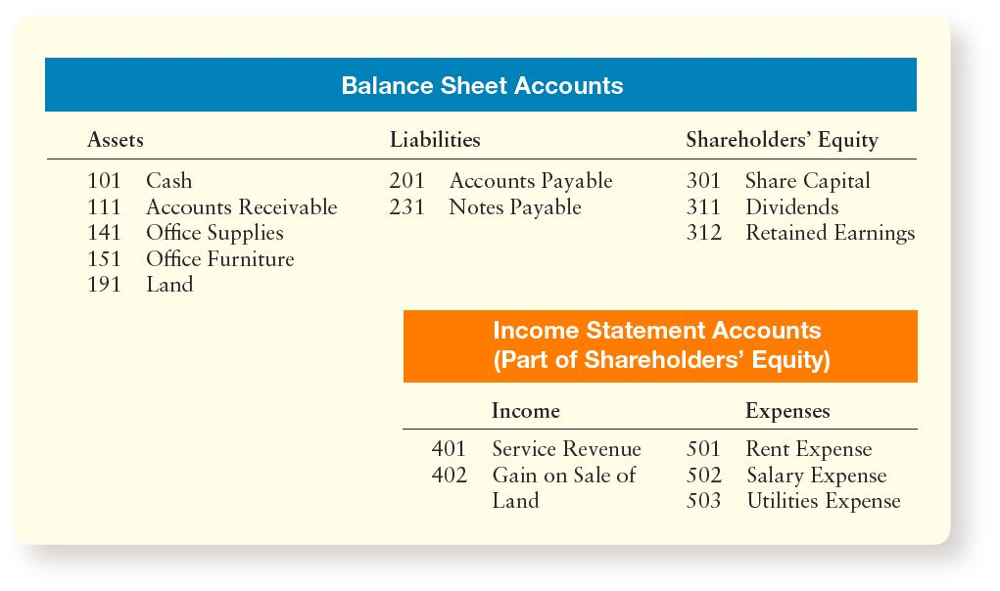 Balance Sheet Accounts
Assets Liabilities Shareholders’ Equity
101 Cash 201 Accounts Payable 301 Share Capital
111 Accounts Receivable 231 Notes Payable 311 Dividends
141 Office Supplies 312 Retained Earnings
151 Office Furniture
191 Land
Income Statement Accounts
(Part of Shareholders’ Equity)
Income Expenses
401 Service Revenue 501 Rent Expense
402 Gain on Sale of 502 Salary Expense
Land 503 Utilities Expense